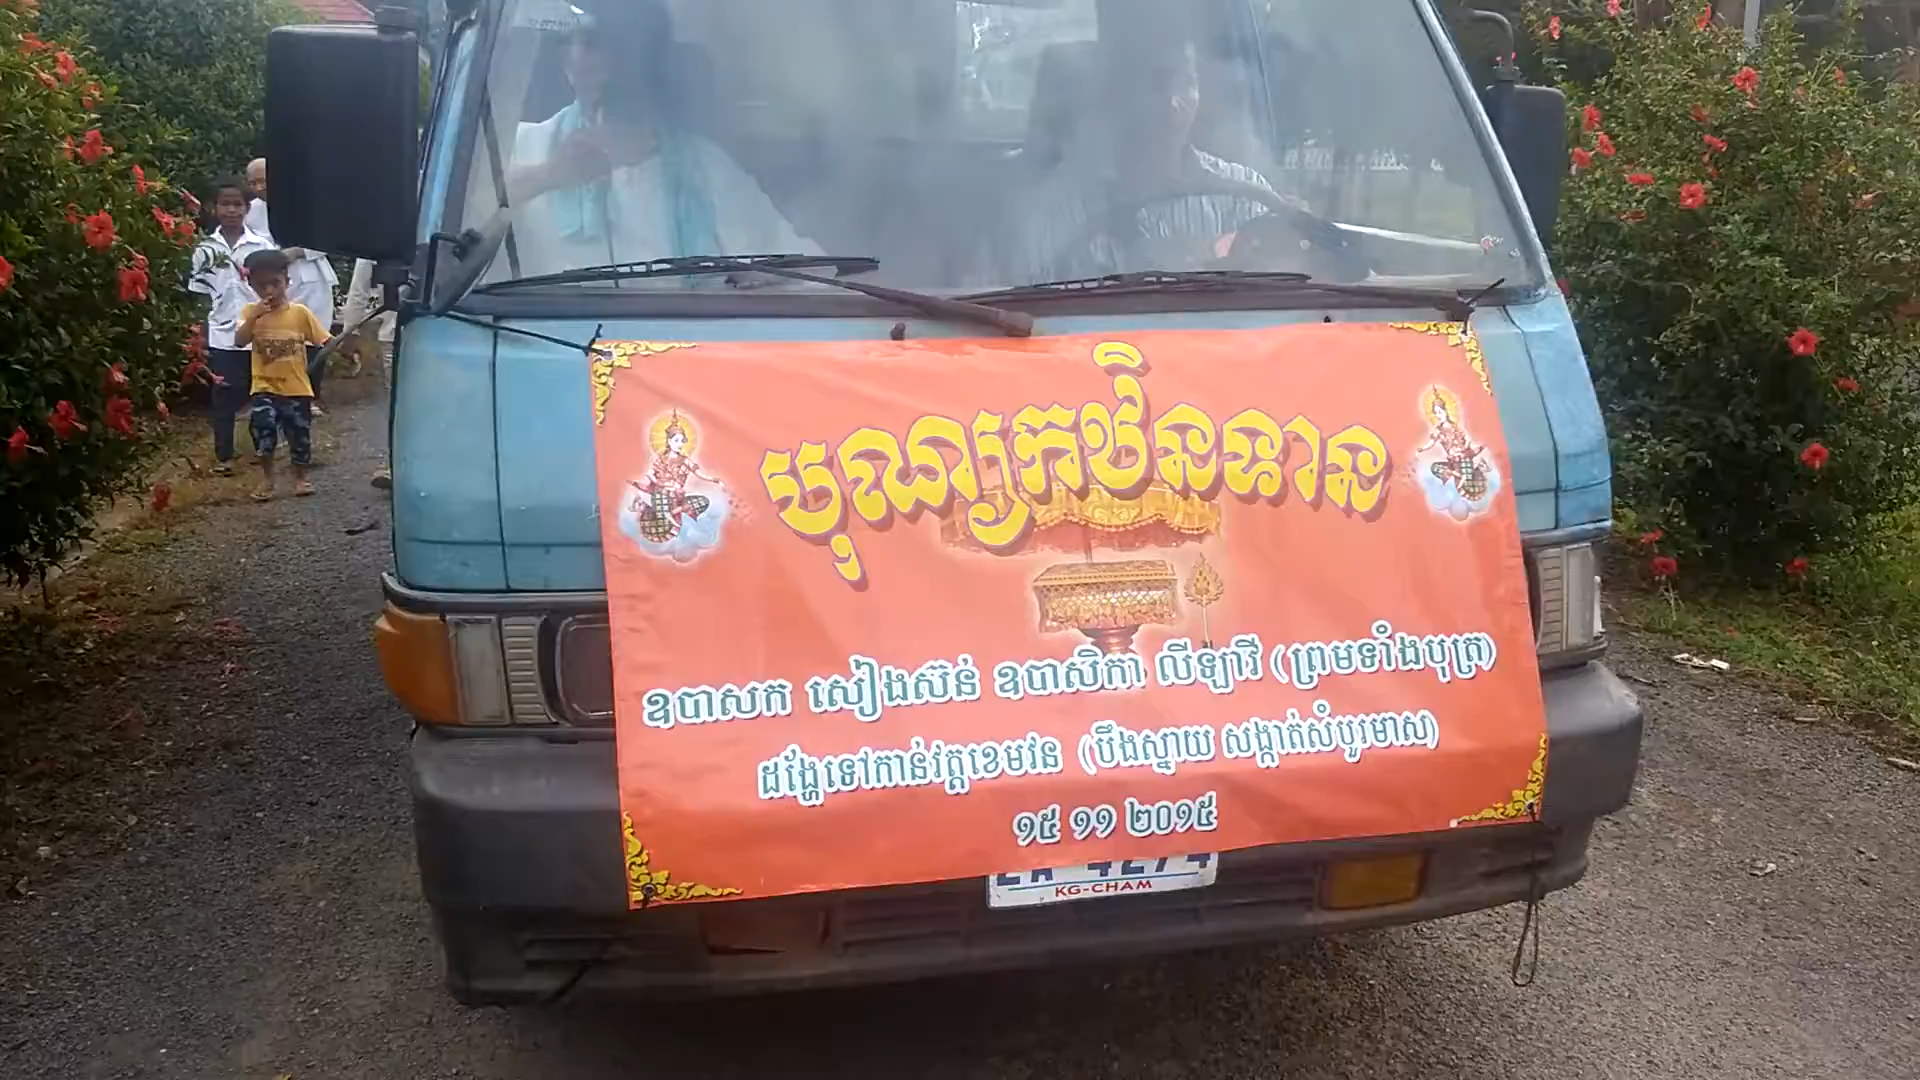 បុណ្យកឋិនទាន
ឧបាសក សៀងស៊ន់ ឧបាសិកា លីឡាវី (ព្រមទាំងបុត្រ)
ដង្ហែទៅកាន់វត្តខេមវន (បឹងស្នាយ សង្កាត់សំបូរមាស)
១៥ ១១ ២០១៥
2A 4274
KG-CHAM